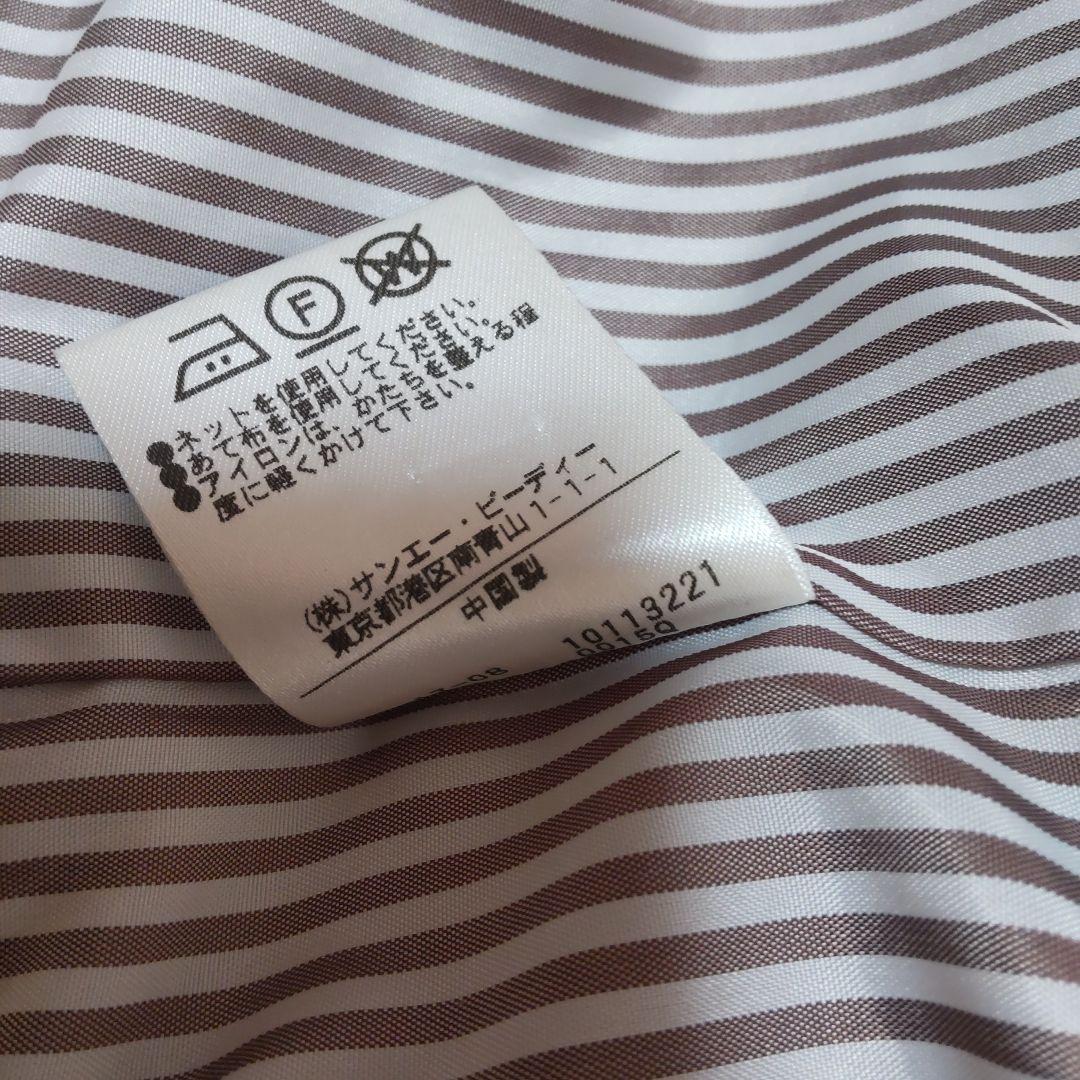 F
W
●ネットを使用してください。
●あて布を使用してください。
●アイロンは、かたちを整える程
度に軽くかけて下さい。
(株)サンエー・ビーディー
東京都港区南青山1-1-1
中国製
10113221
08 00150